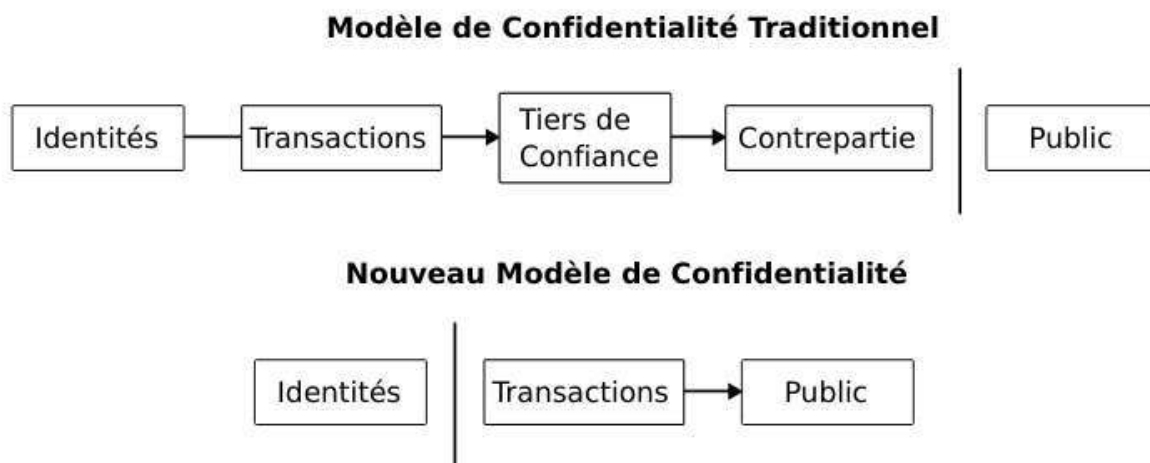 Modèle de Confidentialité Traditionnel
Identités
Transactions
Tiers de
Confiance
Contrepartie
Public
Nouveau Modèle de Confidentialité
Identités
Transactions
Public